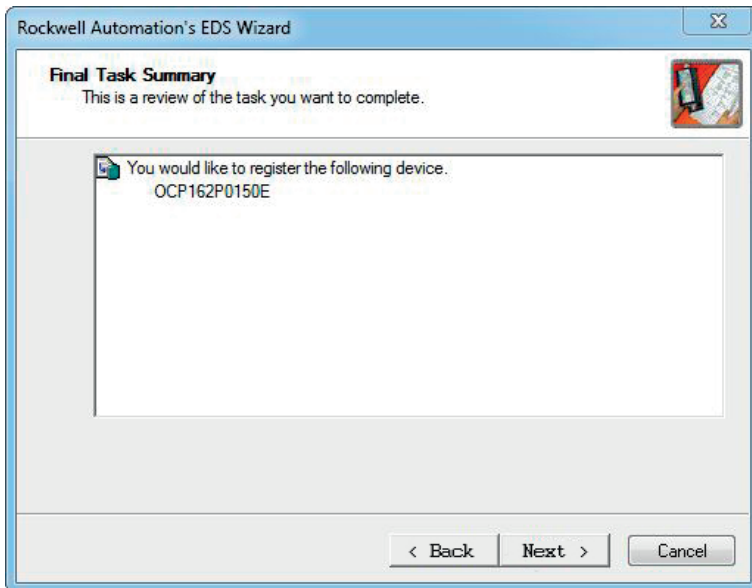 Rockwell Automation's EDS Wizard
Final Task Summary
This is a review of the task you want to complete.
You would like to register the following device.
OCP162P0150E
< Back
Next >
Cancel